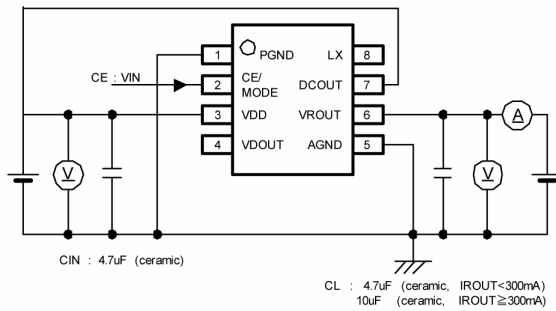 1 PGND LX 8
CE : VIN 2 CE/ MODE DCOUT 7
3 VDD VROUT 6 A
4 VDOUT AGND 5
V V
CIN : 4.7uF (ceramic)
CL : 4.7uF (ceramic, IROUT<300mA)
10uF (ceramic, IROUT≧300mA)